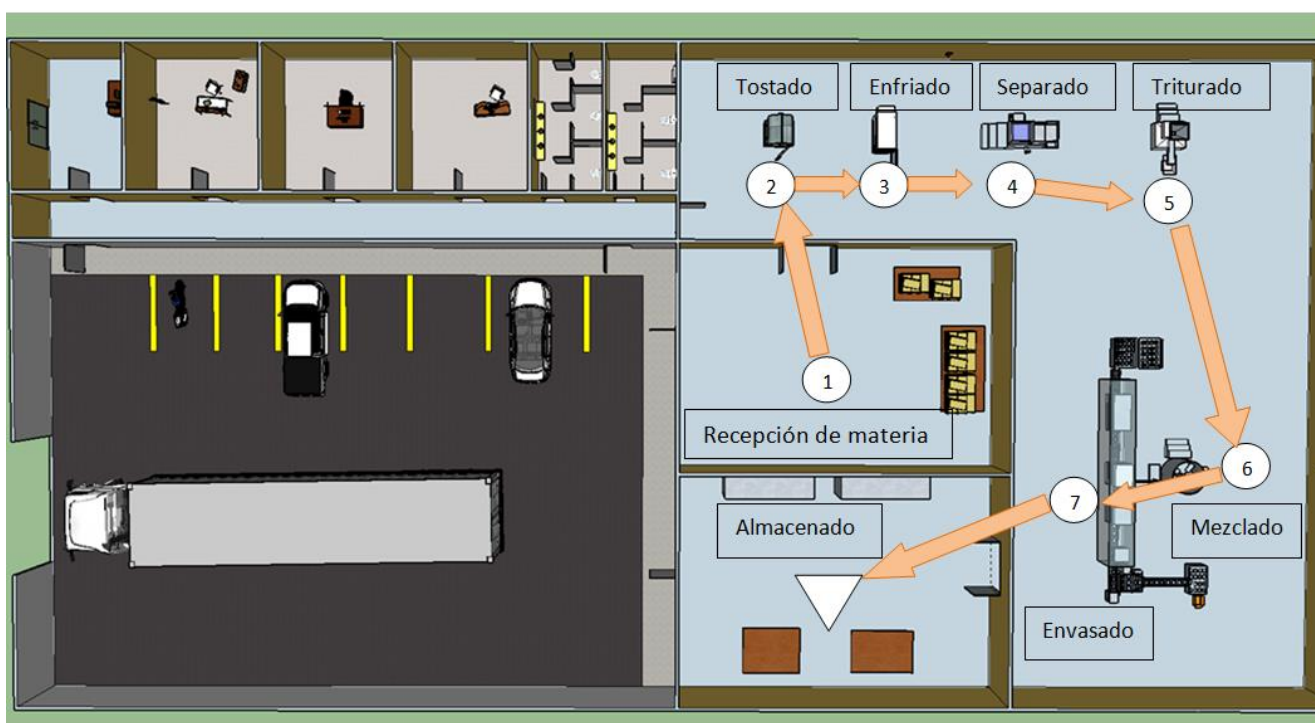 Tostado
Enfriado
Separado
Triturado
2
3
4
5
1
Recepción de materia
6
7
Almacenado
Mezclado
Envasado